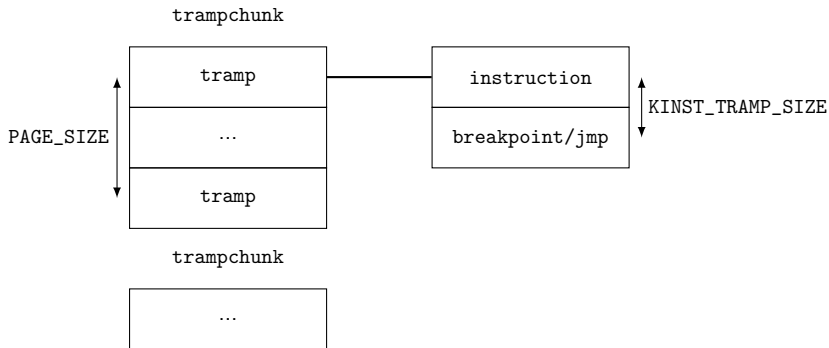 trampchunk
tramp
instruction
KINST_TRAMP_SIZE
PAGE_SIZE
...
breakpoint/jmp
tramp
trampchunk
...